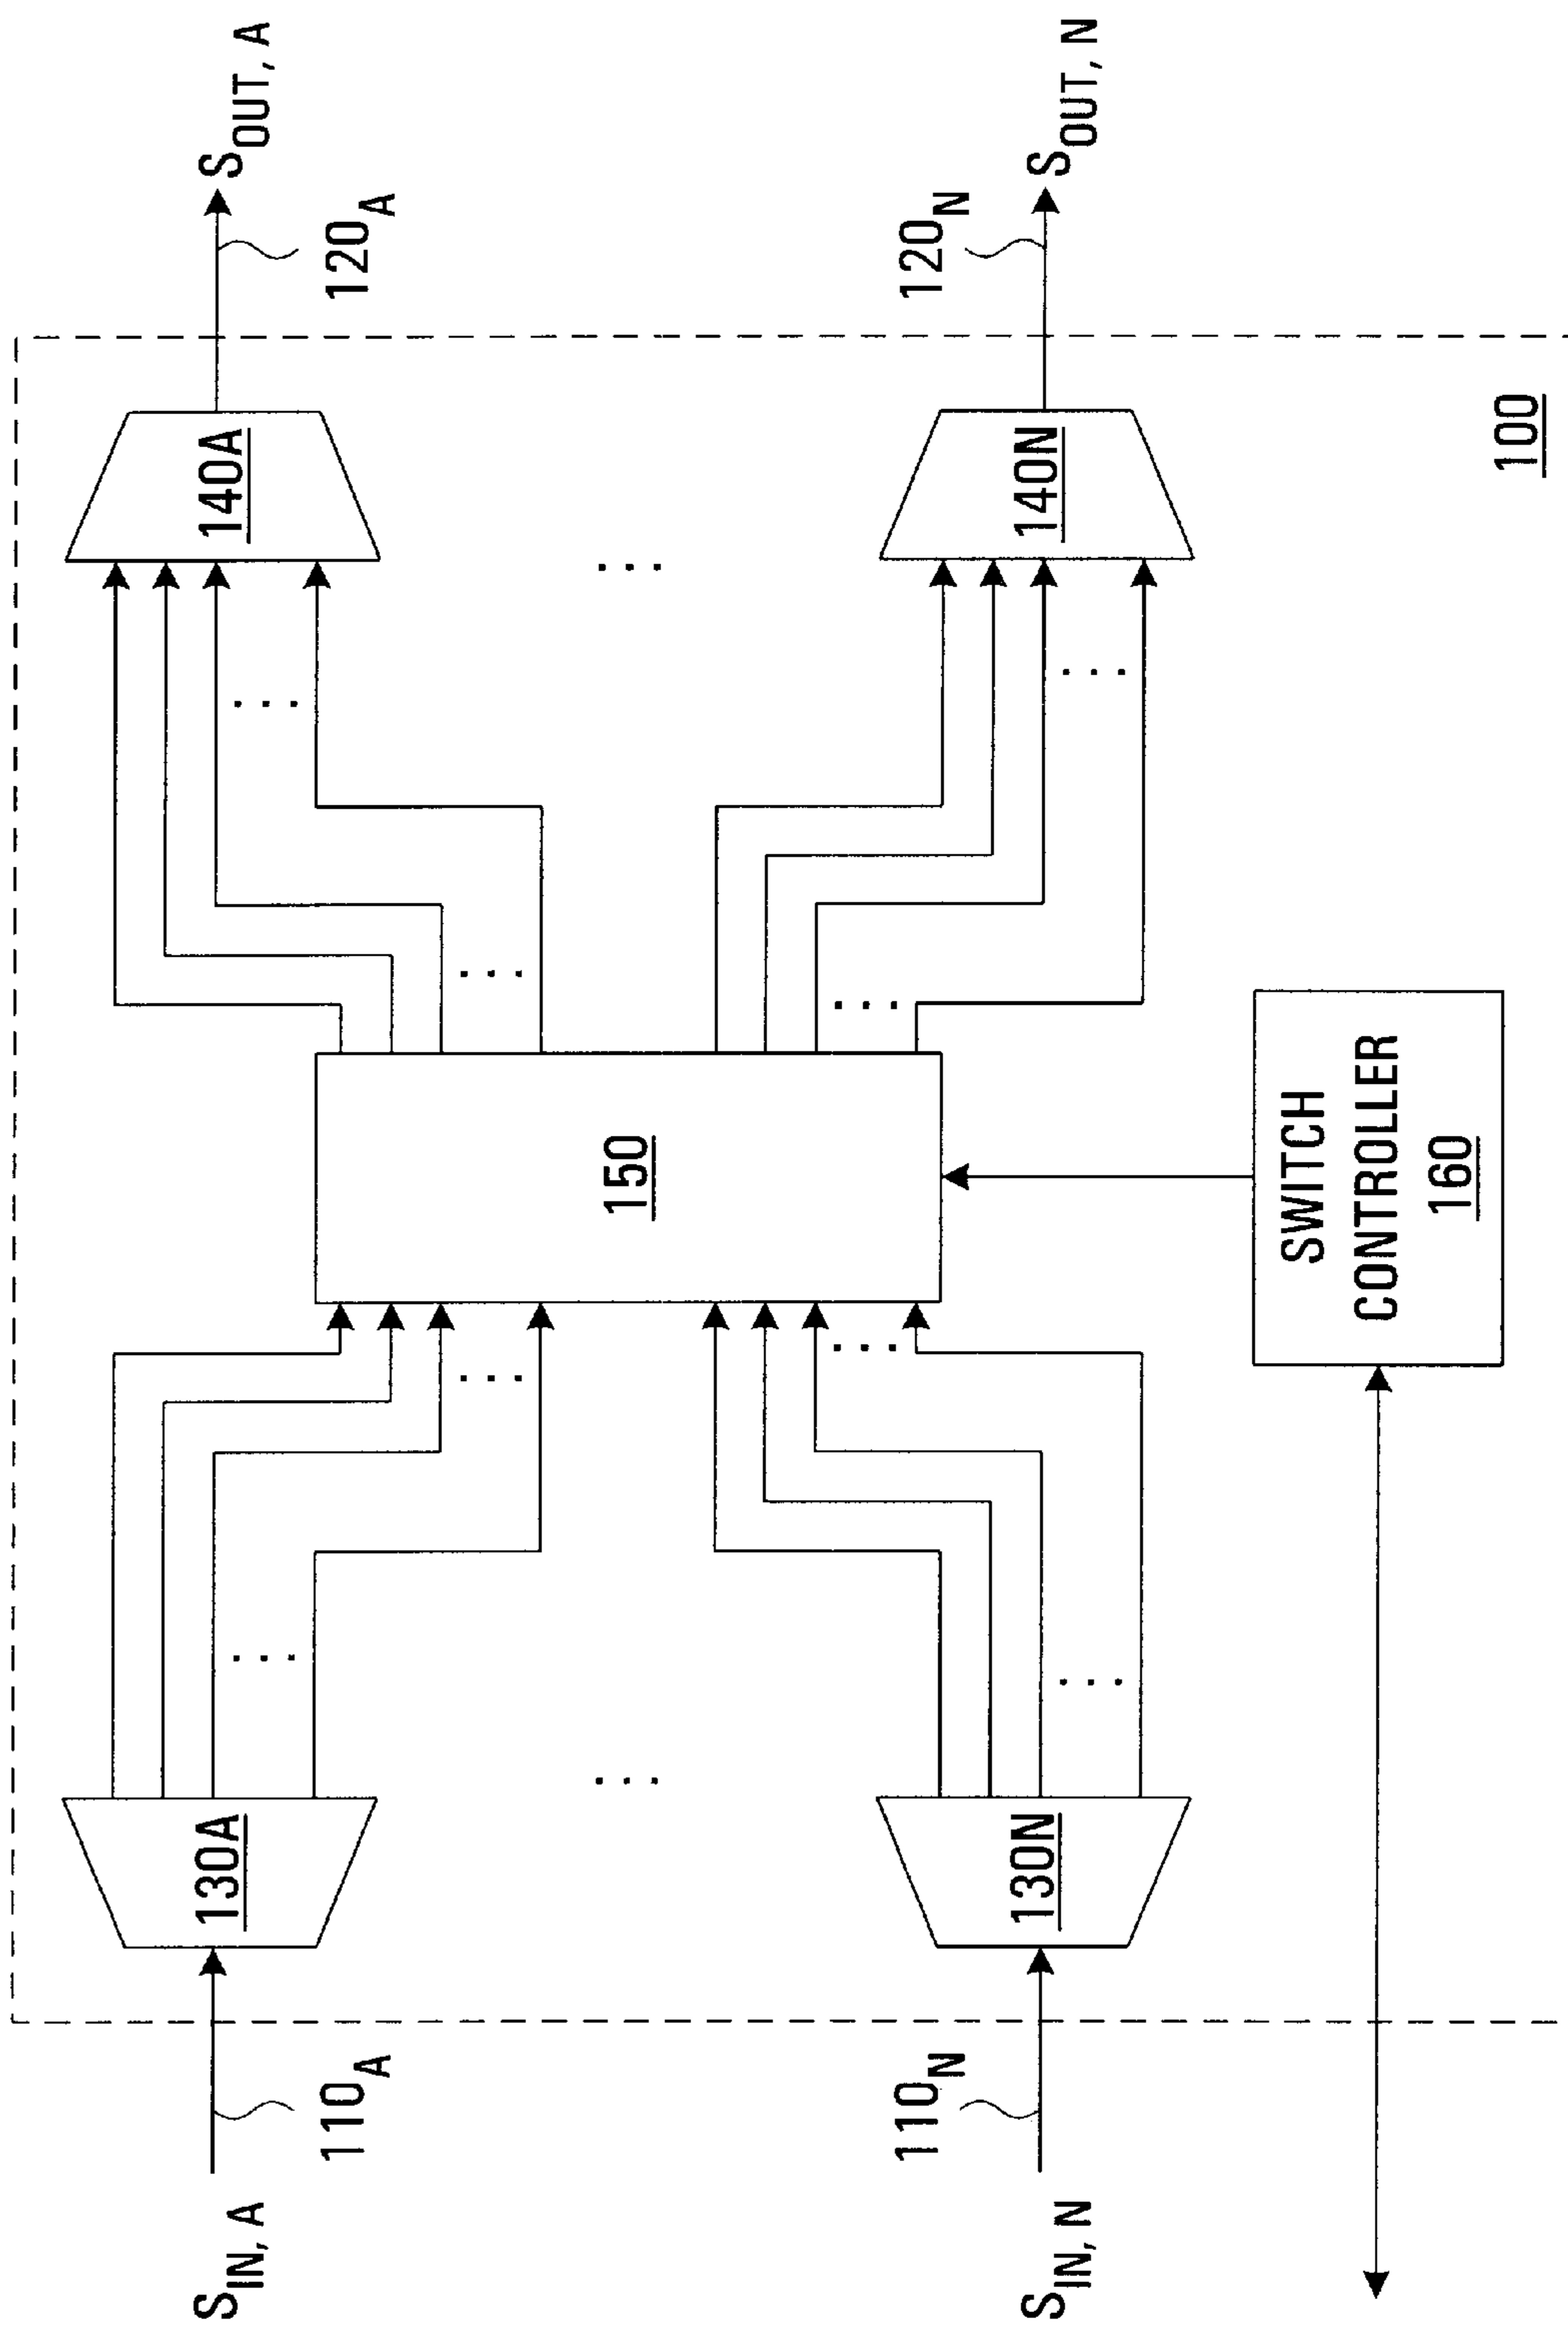 S_IN, A
110_A
130A
140A
120_A
S_OUT, A
...
...
...
...
...
...
150
...
...
...
...
S_IN, N
110_N
130N
140N
120_N
S_OUT, N
SWITCH
CONTROLLER
160
100